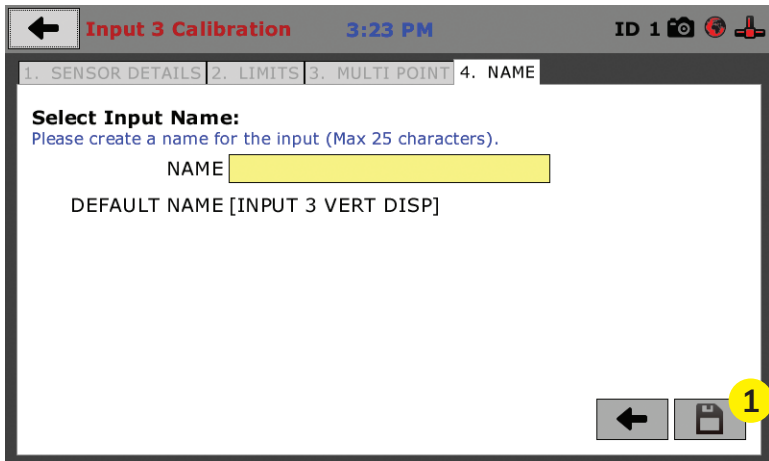 Input 3 Calibration 3:23 PM ID 1
1. SENSOR DETAILS 2. LIMITS 3. MULTI POINT 4. NAME
Select Input Name:
Please create a name for the input (Max 25 characters).
NAME
DEFAULT NAME [INPUT 3 VERT DISP]
1